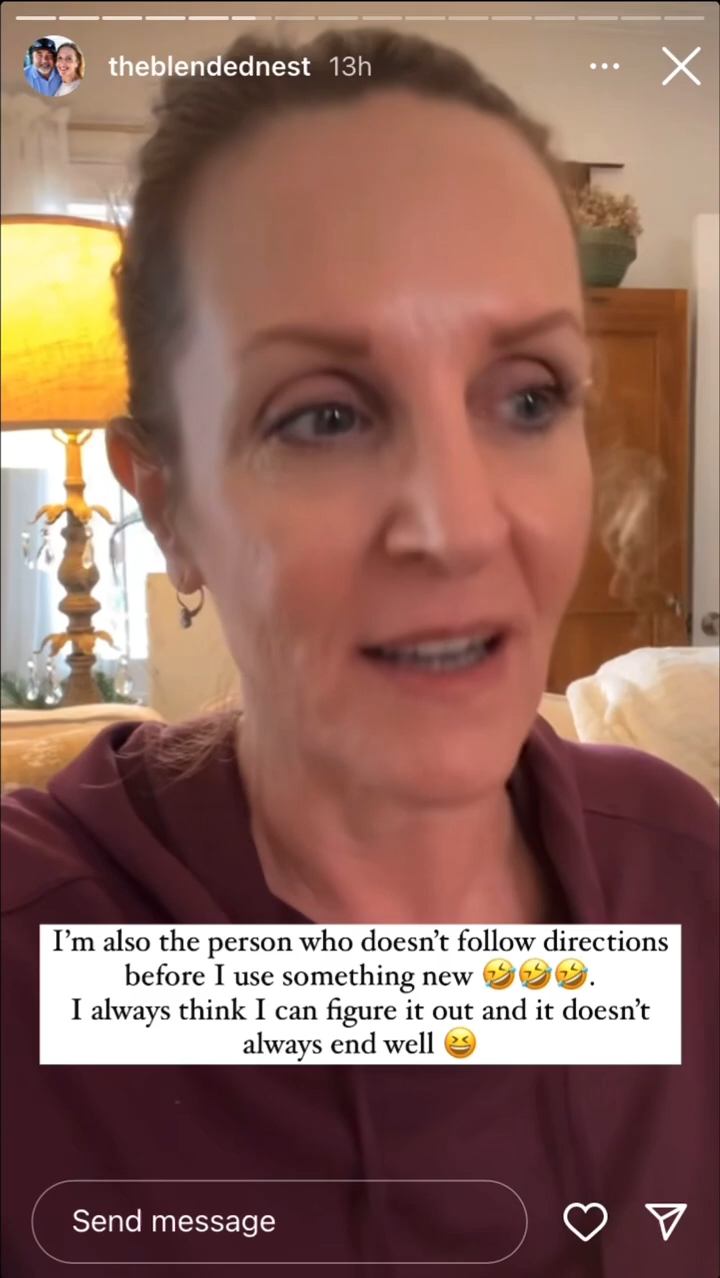 theblendednest 13h
I’m also the person who doesn’t follow directions
before I use something new 🤣🤣🤣.
I always think I can figure it out and it doesn’t
always end well 😆
Send message